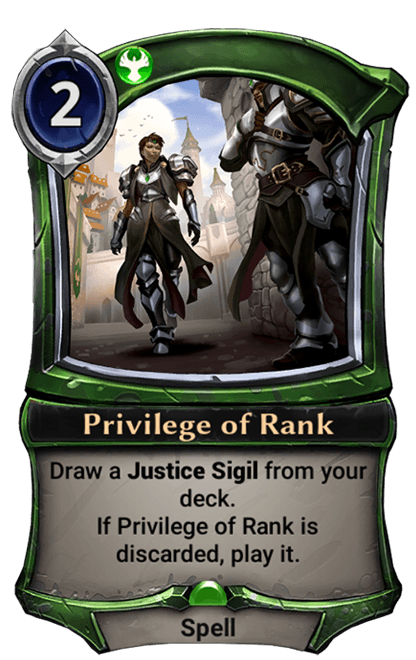 2
Privilege of Rank
Draw a Justice Sigil from your
deck.
If Privilege of Rank is
discarded, play it.
Spell